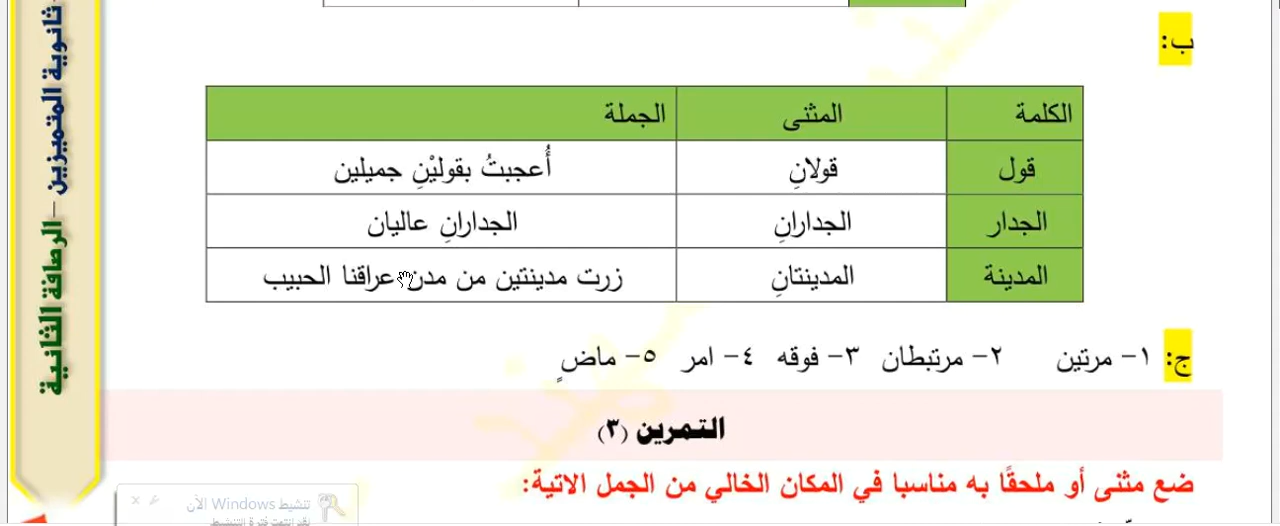 ب:
الكلمة المثنى الجملة
قول قولانِ أُعجبتُ بقوليْنِ جميلين
الجدار الجدارانِ الجدارانِ عاليان
المدينة المدينتانِ زرت مدينتين من مدن عراقنا الحبيب
ج: ١- مرتين ٢- مرتبطان ٣- فوقه ٤- امر ٥- ماضٍ
التمرين (٣)
ضع مثنى أو ملحقًا به مناسبا في المكان الخالي من الجمل الاتية:
ثانوية المتميزين – الرصافة الثانية
تنشيط Windows الآن